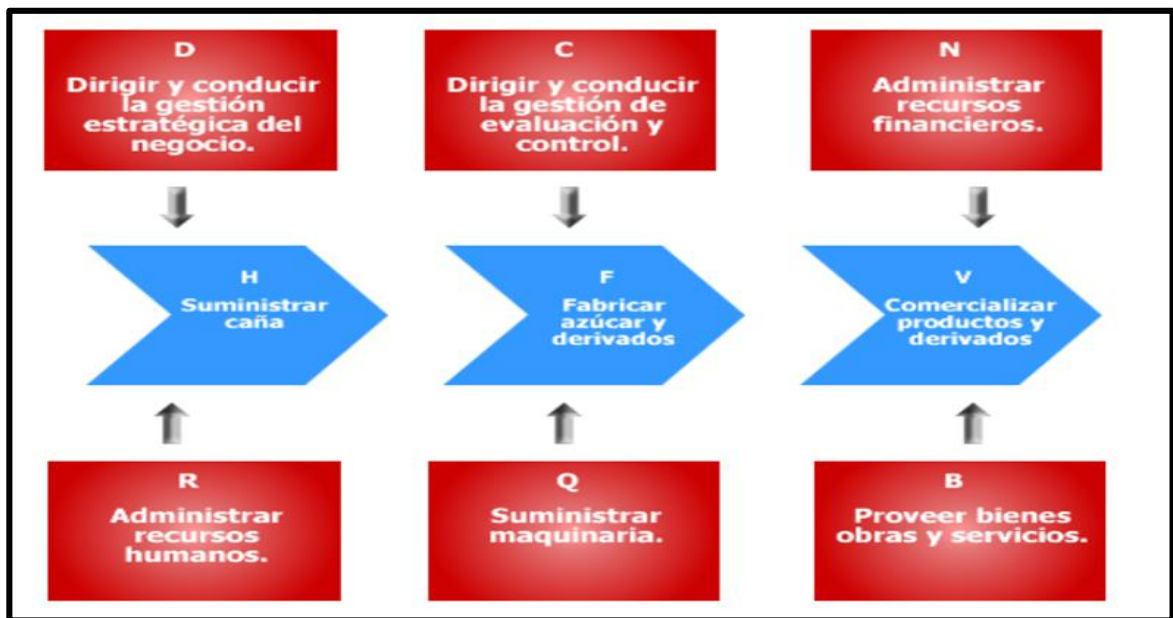 D
Dirigir y conducir
la gestión
estratégica del
negocio.
C
Dirigir y conducir
la gestión de
evaluación y
control.
N
Administrar
recursos
financieros.
H
Suministrar
caña
F
Fabricar
azúcar y
derivados
V
Comercializar
productos y
derivados
R
Administrar
recursos
humanos.
Q
Suministrar
maquinaria.
B
Proveer bienes
obras y servicios.